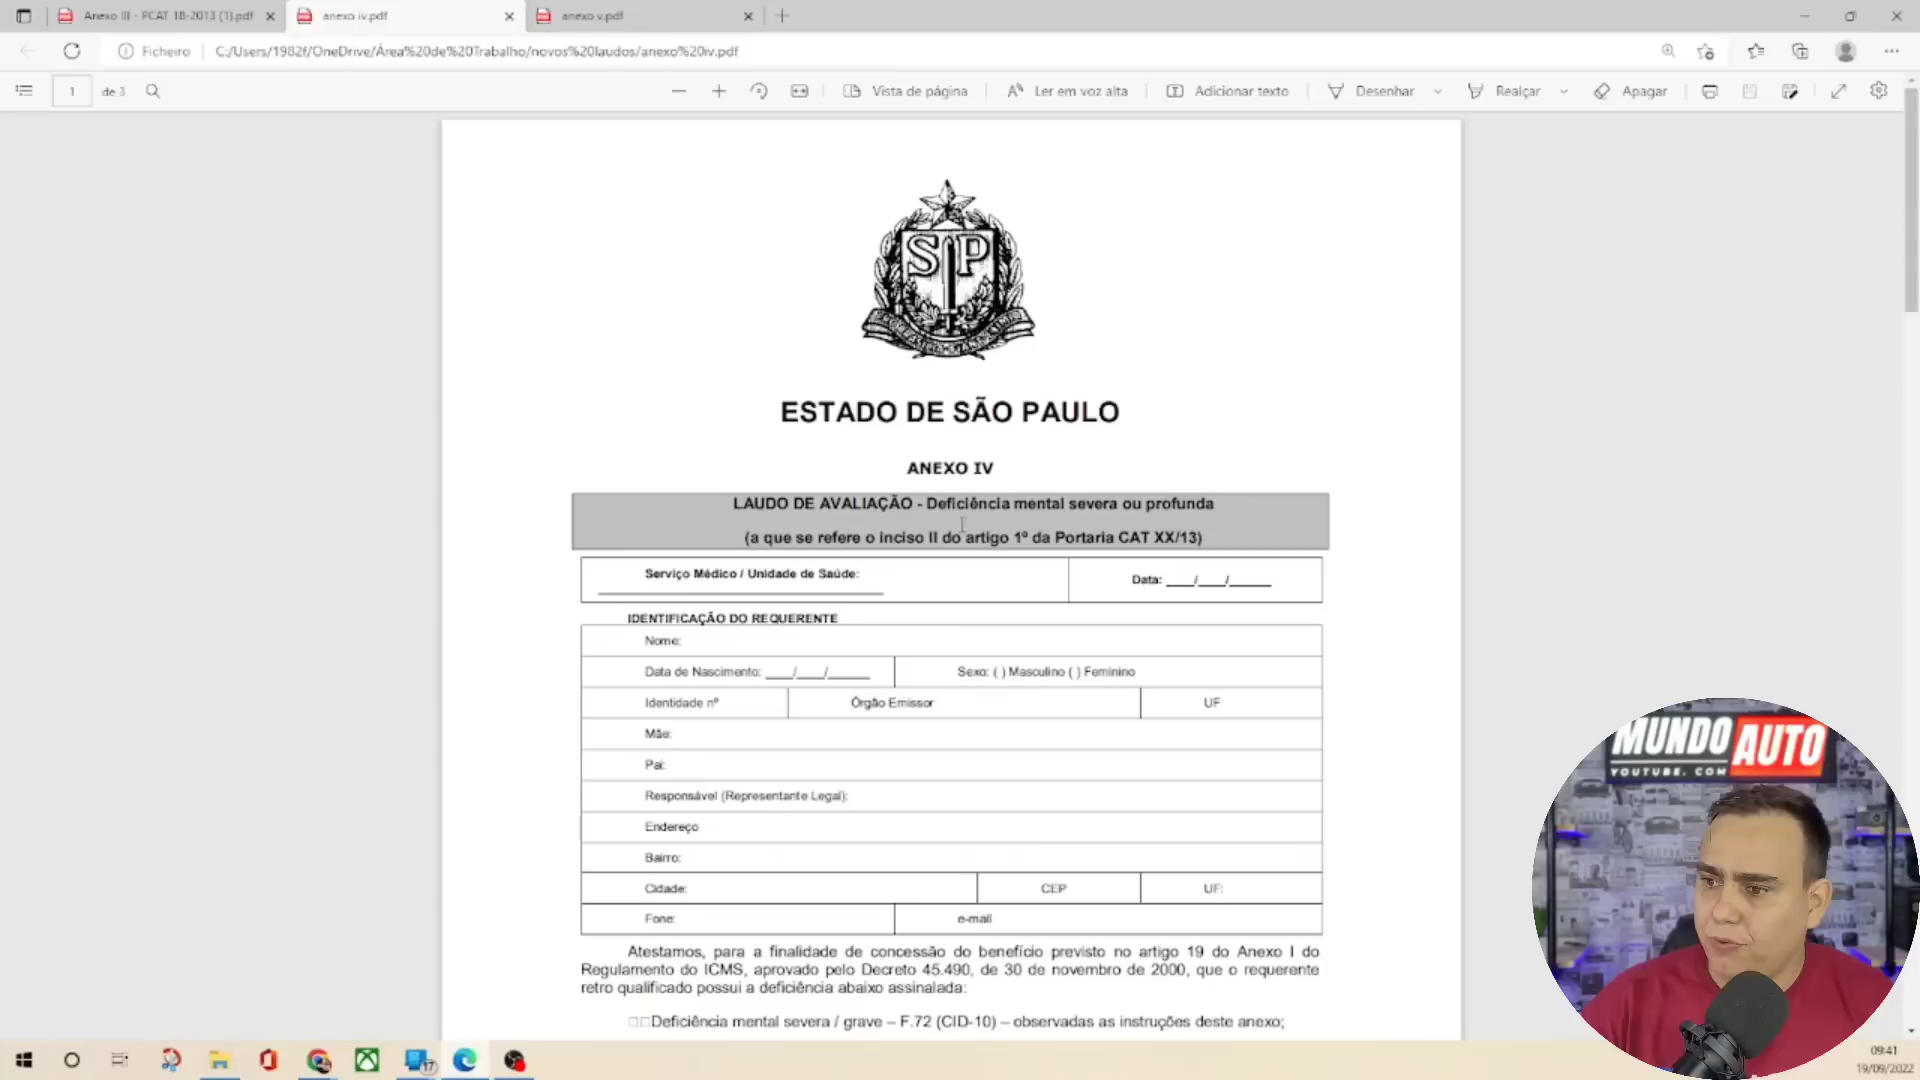 Anexo III - PCAT 18-2013 (1).pdf
anexo iv.pdf
anexo v.pdf
Ficheiro
C:/Users/1982f/OneDrive/Área%20de%20Trabalho/novos%20laudos/anexo%20iv.pdf
1
de 3
Vista de página
Ler em voz alta
Adicionar texto
Desenhar
Realçar
Apagar
SP
ESTADO DE SÃO PAULO
ANEXO IV
LAUDO DE AVALIAÇÃO - Deficiência mental severa ou profunda
(a que se refere o inciso II do artigo 1º da Portaria CAT XX/13)
Serviço Médico / Unidade de Saúde:
Data: ____/____/______
IDENTIFICAÇÃO DO REQUERENTE
Nome:
Data de Nascimento: ____/____/______
Sexo: ( ) Masculino ( ) Feminino
Identidade nº
Órgão Emissor
UF
Mãe:
Pai:
Responsável (Representante Legal):
Endereço
Bairro:
Cidade:
CEP
UF:
Fone:
e-mail
Atestamos, para a finalidade de concessão do benefício previsto no artigo 19 do Anexo I do
Regulamento do ICMS, aprovado pelo Decreto 45.490, de 30 de novembro de 2000, que o requerente
retro qualificado possui a deficiência abaixo assinalada:
□□Deficiência mental severa / grave – F.72 (CID-10) – observadas as instruções deste anexo;
MUNDO AUTO
YOUTUBE.COM
17
09:41
19/09/2022